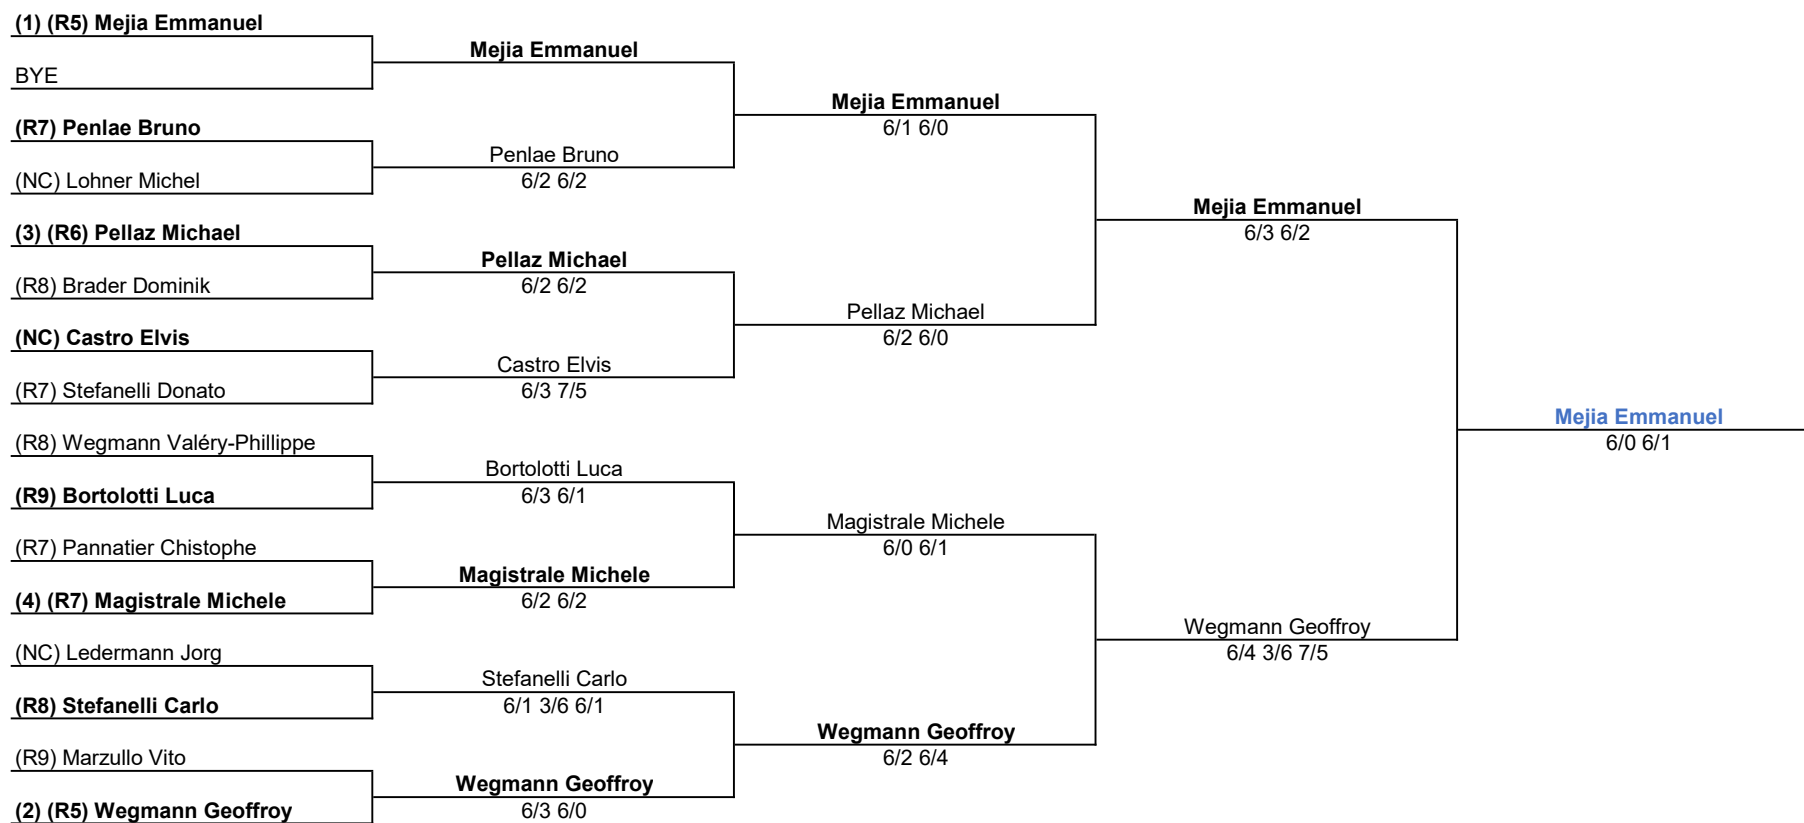 (1) (R5) Mejia Emmanuel
BYE
(R7) Penlae Bruno
(NC) Lohner Michel
(3) (R6) Pellaz Michael
(R8) Brader Dominik
(NC) Castro Elvis
(R7) Stefanelli Donato
(R8) Wegmann Valéry-Phillippe
(R9) Bortolotti Luca
(R7) Pannatier Chistophe
(4) (R7) Magistrale Michele
(NC) Ledermann Jorg
(R8) Stefanelli Carlo
(R9) Marzullo Vito
(2) (R5) Wegmann Geoffroy
Mejia Emmanuel
Penlae Bruno
6/2 6/2
Pellaz Michael
6/2 6/2
Castro Elvis
6/3 7/5
Bortolotti Luca
6/3 6/1
Magistrale Michele
6/2 6/2
Stefanelli Carlo
6/1 3/6 6/1
Wegmann Geoffroy
6/3 6/0
Mejia Emmanuel
6/1 6/0
Pellaz Michael
6/2 6/0
Magistrale Michele
6/0 6/1
Wegmann Geoffroy
6/2 6/4
Mejia Emmanuel
6/3 6/2
Wegmann Geoffroy
6/4 3/6 7/5
Mejia Emmanuel
6/0 6/1